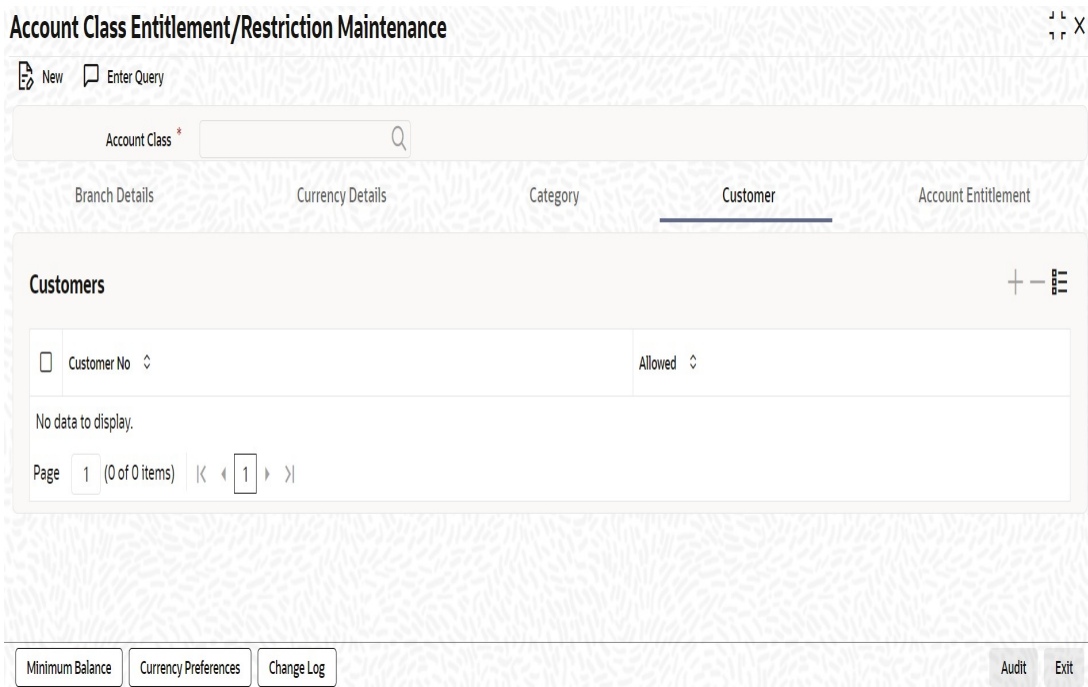 Account Class Entitlement/Restriction Maintenance
New Enter Query
Account Class *
Branch Details Currency Details Category Customer Account Entitlement
Customers
Customer No Allowed
No data to display.
Page 1 (0 of 0 items) 1
Minimum Balance Currency Preferences Change Log Audit Exit